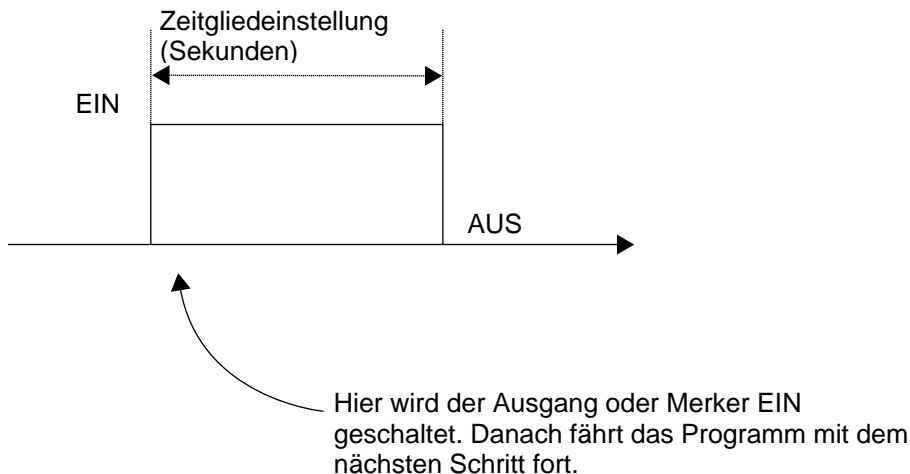 Zeitgliedeinstellung
(Sekunden)
EIN
AUS
Hier wird der Ausgang oder Merker EIN
geschaltet. Danach fährt das Programm mit dem
nächsten Schritt fort.